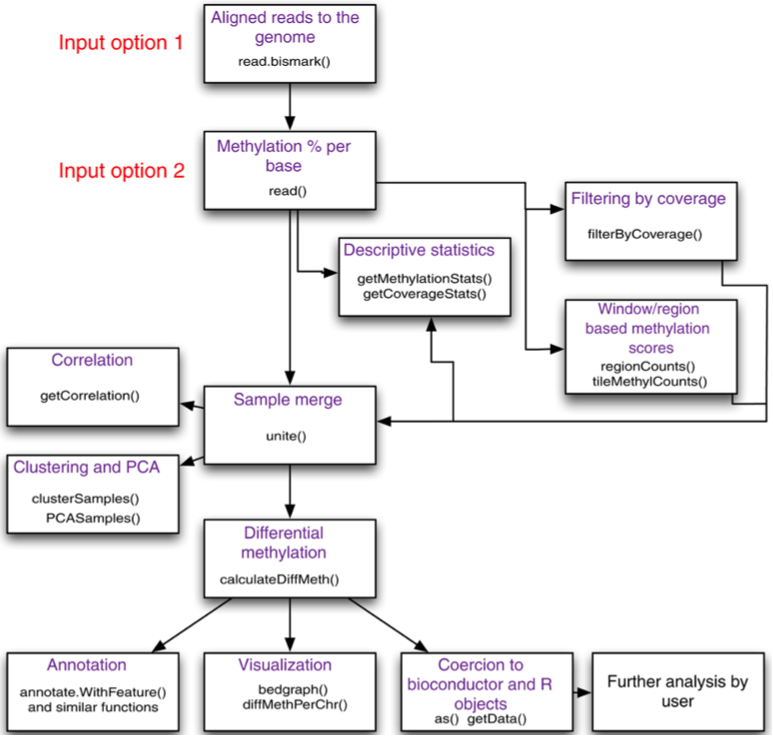 Input option 1
Aligned reads to the
genome
read.bismark()
Input option 2
Methylation % per
base
read()
Filtering by coverage
filterByCoverage()
Descriptive statistics
getMethylationStats()
getCoverageStats()
Window/region
based methylation
scores
regionCounts()
tileMethylCounts()
Correlation
getCorrelation()
Sample merge
unite()
Clustering and PCA
clusterSamples()
PCASamples()
Differential
methylation
calculateDiffMeth()
Annotation
annotate.WithFeature()
and similar functions
Visualization
bedgraph()
diffMethPerChr()
Coercion to
bioconductor and R
objects
as() getData()
Further analysis by
user